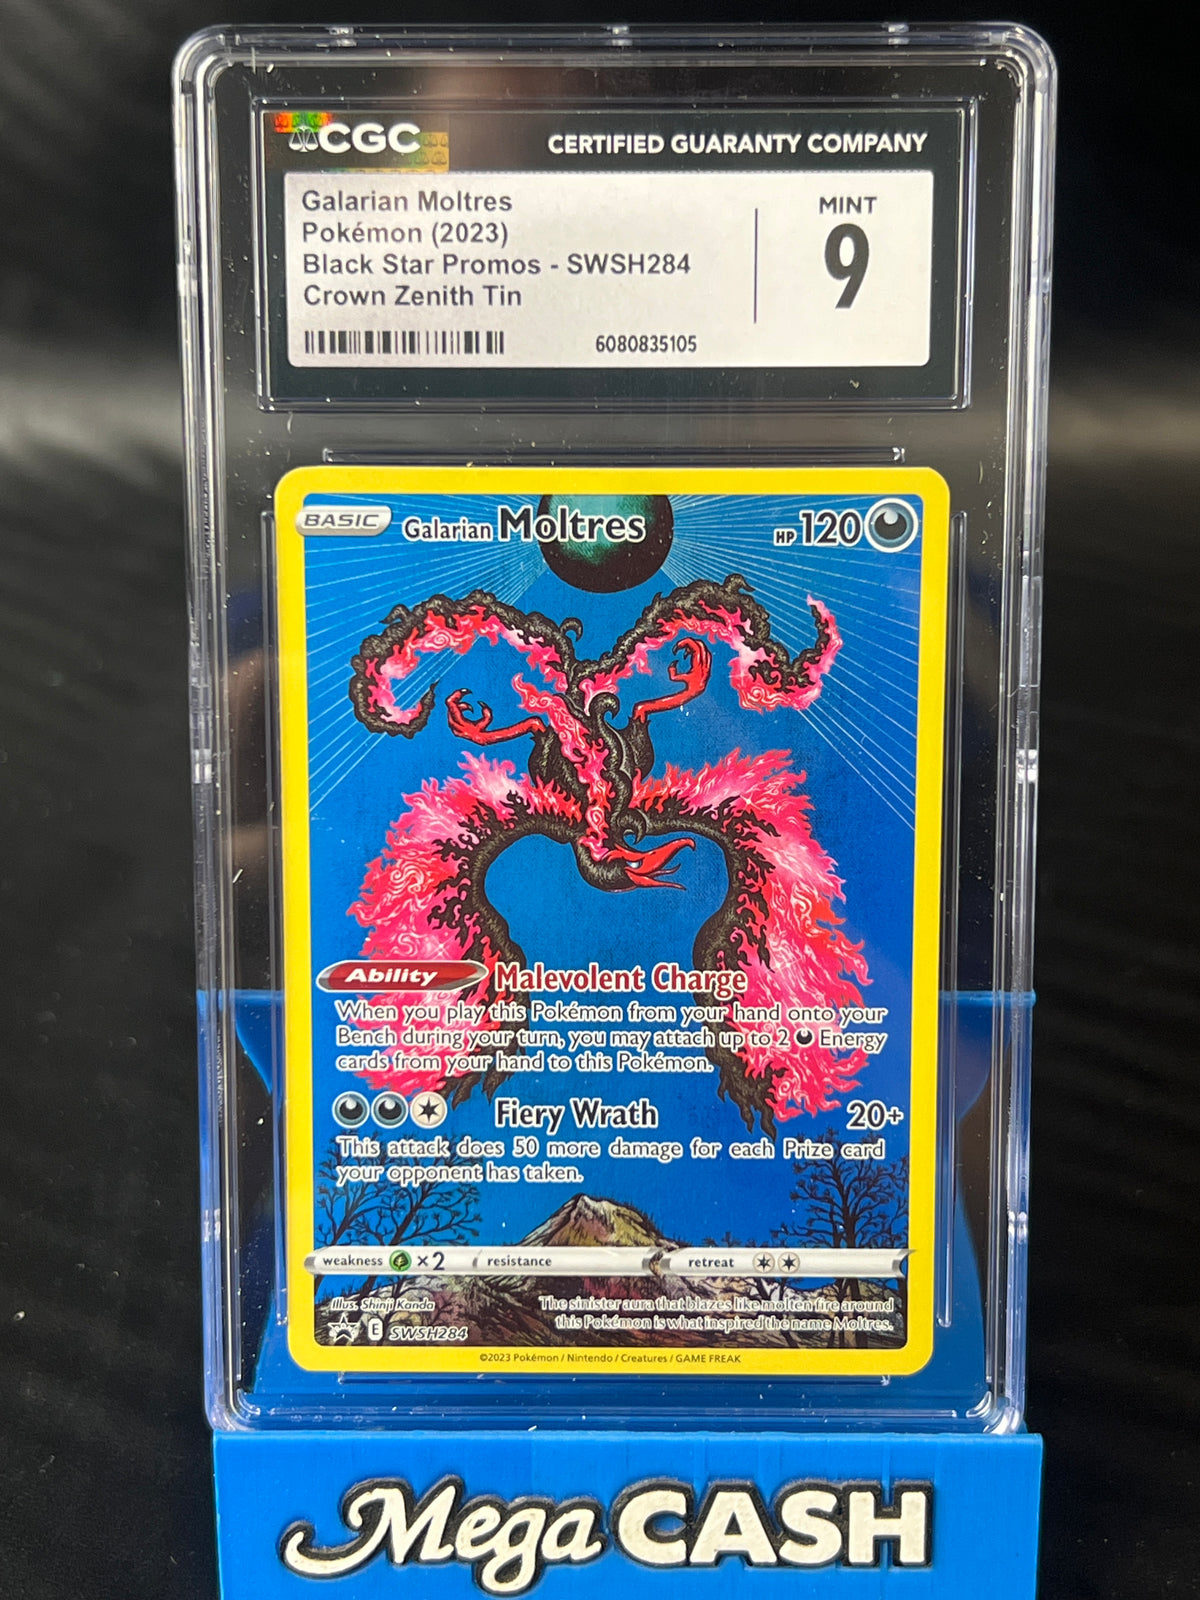 CGC
CERTIFIED GUARANTY COMPANY
Galarian Moltres
Pokémon (2023)
Black Star Promos - SWSH284
Crown Zenith Tin
6080835105
MINT
9
BASIC
Galarian Moltres
HP 120
Ability Malevolent Charge
When you play this Pokémon from your hand onto your
Bench during your turn, you may attach up to 2 Energy
cards from your hand to this Pokémon.
Fiery Wrath 20+
This attack does 50 more damage for each Prize card
your opponent has taken.
weakness ×2 resistance retreat
Illus. Shinji Kanda
E SWSH284
The sinister aura that blazes like molten fire around
this Pokémon is what inspired the name Moltres.
©2023 Pokémon / Nintendo / Creatures / GAME FREAK
Mega CASH